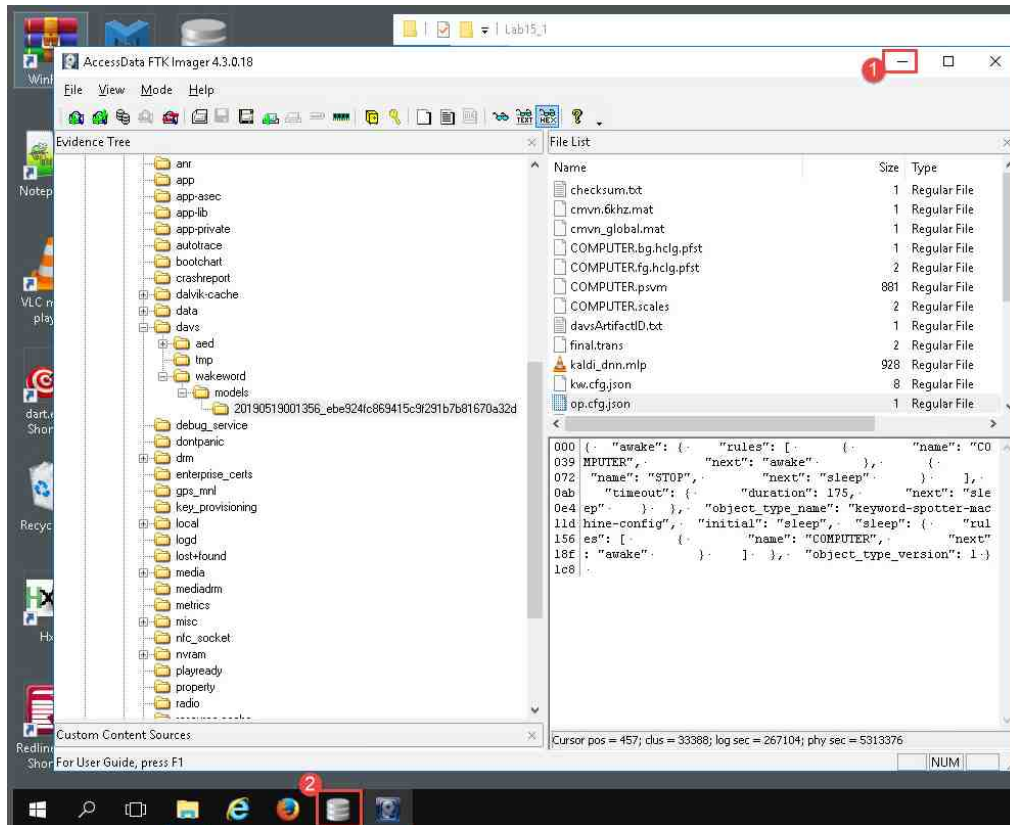 Lab15_1
WinR
AccessData FTK Imager 4.3.0.18
1
File View Mode Help
TEXT
HEX
Evidence Tree
File List
anr
app
app-asec
app-lib
app-private
autotrace
bootchart
crashreport
dalvik-cache
data
davs
aed
tmp
wakeword
models
20190519001356_ebe924fc869415c9f291b7b81670a32d
debug_service
dontpanic
drm
enterprise_certs
gps_mnl
key_provisioning
local
logd
lost+found
media
mediadrm
metrics
misc
nfc_socket
nvram
playready
property
radio
resource-cache
Name Size Type
checksum.txt 1 Regular File
cmvn.6khz.mat 1 Regular File
cmvn_global.mat 1 Regular File
COMPUTER.bg.hclg.pfst 1 Regular File
COMPUTER.fg.hclg.pfst 2 Regular File
COMPUTER.psvm 881 Regular File
COMPUTER.scales 2 Regular File
davsArtifactID.txt 1 Regular File
final.trans 2 Regular File
kaldi_dnn.mlp 928 Regular File
kw.cfg.json 8 Regular File
op.cfg.json 1 Regular File
000 {· "awake": {· "rules": [· {· "name": "CO
039 MPUTER",· "next": "awake"· },· {·
072 "name": "STOP",· "next": "sleep"· }· ],·
0ab "timeout": {· "duration": 175,· "next": "sle
0e4 ep"· }· },· "object_type_name": "keyword-spotter-mac
11d hine-config",· "initial": "sleep",· "sleep": {· "rul
156 es": [· {· "name": "COMPUTER",· "next"
18f : "awake"· }· ]· },· "object_type_version": 1·}
1c8 ·
Custom Content Sources
Cursor pos = 457; clus = 33388; log sec = 267104; phy sec = 5313376
For User Guide, press F1
NUM
Notep
VLC m
play
dart.e
Shor
Recyc
Hx
Redline
Shor
2